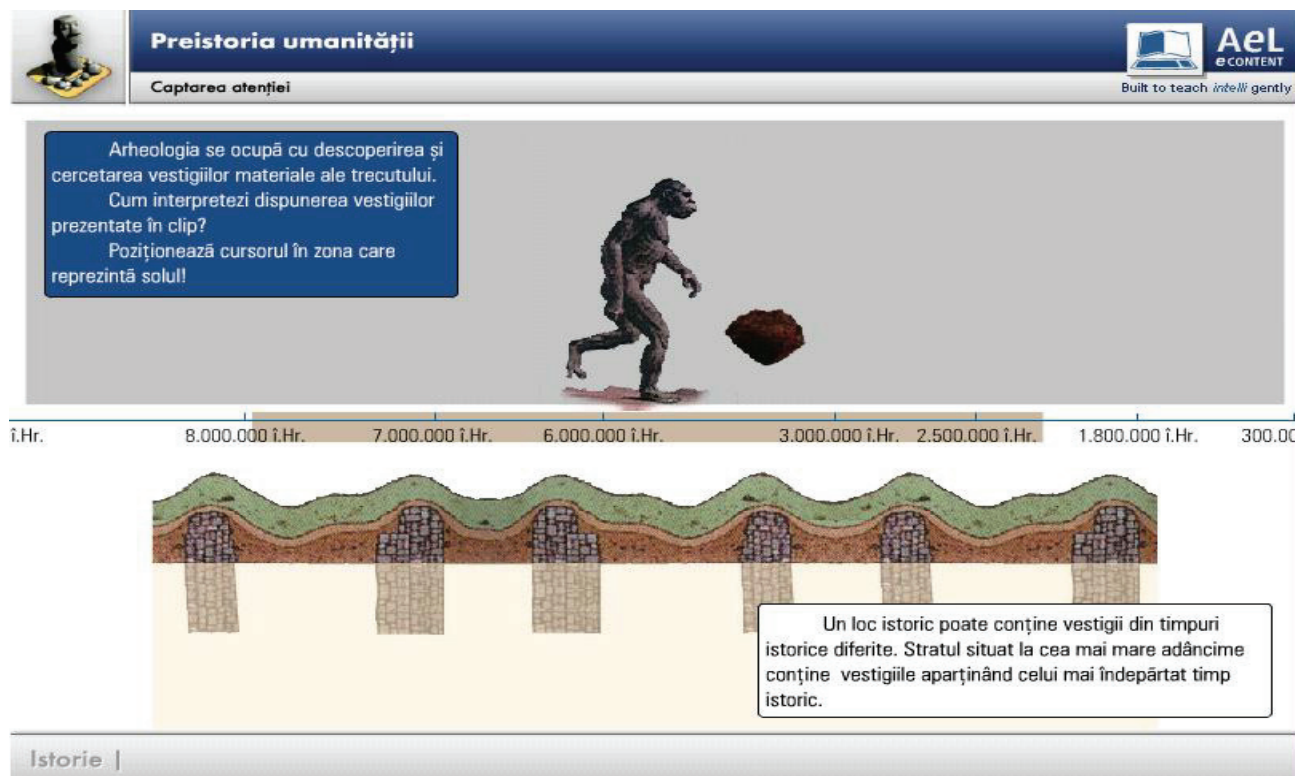 Preistoria umanității
AeL
eCONTENT
Captarea atenției
Built to teach intelli gently
Arheologia se ocupă cu descoperirea și
cercetarea vestigiilor materiale ale trecutului.
Cum interpretezi dispunerea vestigiilor
prezentate în clip?
Poziționează cursorul în zona care
reprezintă solul!
î.Hr. 8.000.000 î.Hr. 7.000.000 î.Hr. 6.000.000 î.Hr. 3.000.000 î.Hr. 2.500.000 î.Hr. 1.800.000 î.Hr. 300.00
Un loc istoric poate conține vestigii din timpuri
istorice diferite. Stratul situat la cea mai mare adâncime
conține vestigiile aparținând celui mai îndepărtat timp
istoric.
Istorie |